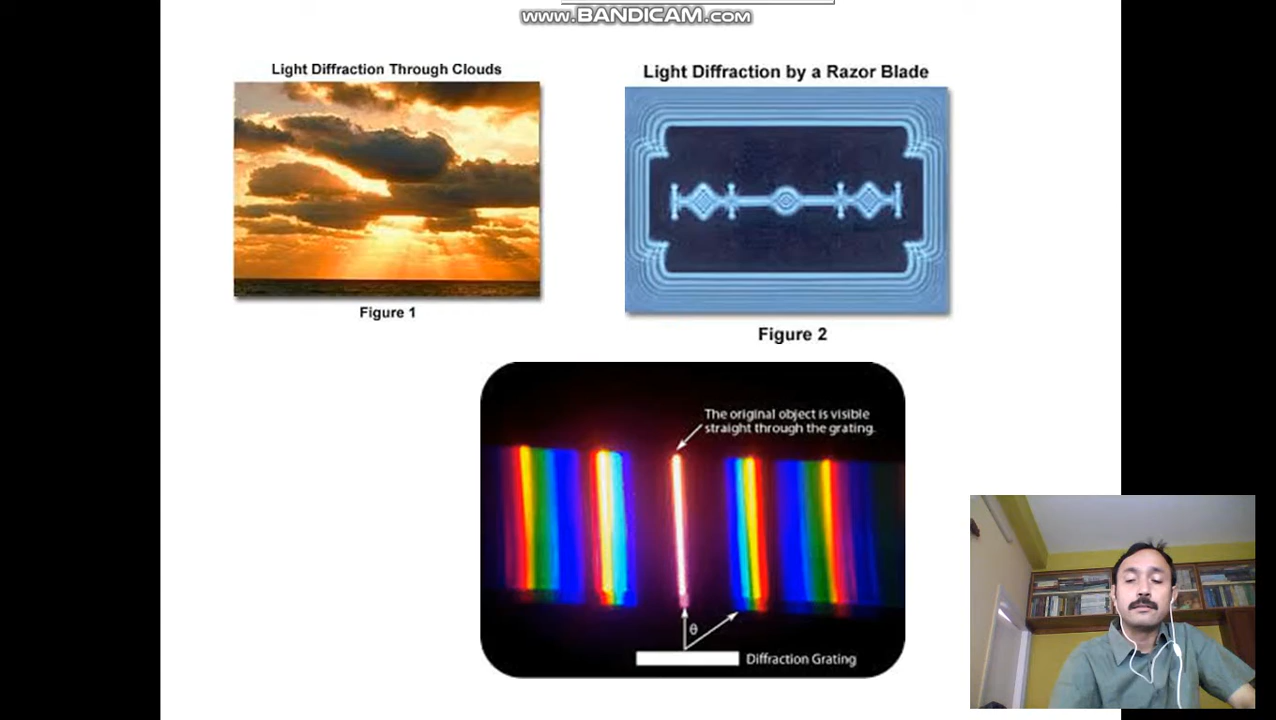 WWW.BANDICAM.COM
Light Diffraction Through Clouds
Figure 1
Light Diffraction by a Razor Blade
Figure 2
The original object is visible
straight through the grating.
θ
Diffraction Grating